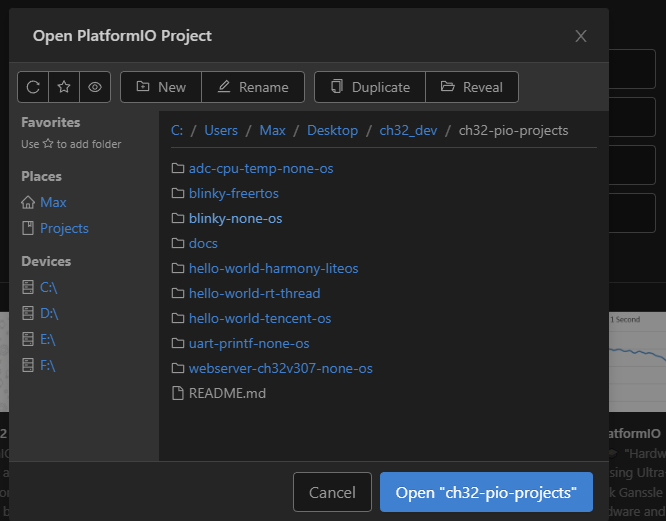 Open PlatformIO Project
New
Rename
Duplicate
Reveal
Favorites
Use ☆ to add folder
Places
Max
Projects
Devices
C:\
D:\
E:\
F:\
C: / Users / Max / Desktop / ch32_dev / ch32-pio-projects
adc-cpu-temp-none-os
blinky-freertos
blinky-none-os
docs
hello-world-harmony-liteos
hello-world-rt-thread
hello-world-tencent-os
uart-printf-none-os
webserver-ch32v307-none-os
README.md
Cancel
Open "ch32-pio-projects"
1 Second
atformIO
"Hardw
sing Ultra
k Ganssle
dware and